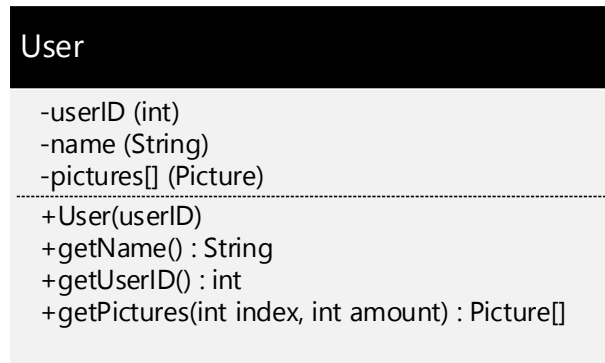 User
-userID (int)
-name (String)
-pictures[] (Picture)
+User(userID)
+getName() : String
+getUserID() : int
+getPictures(int index, int amount) : Picture[]